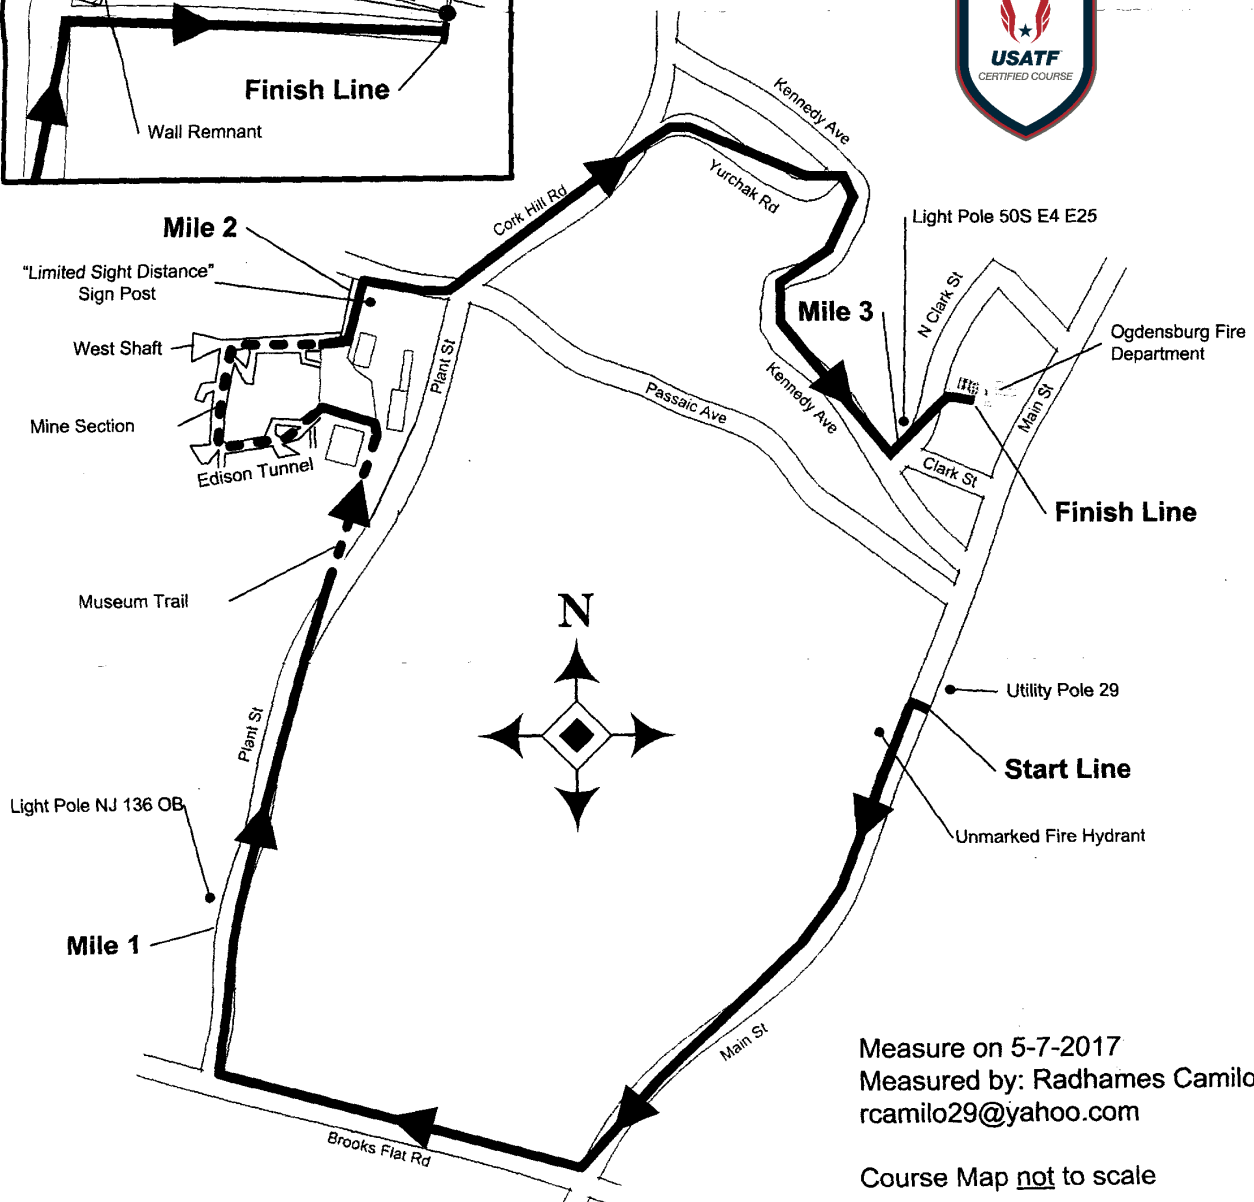 USATF
CERTIFIED COURSE
Finish Line
Wall Remnant
Kennedy Ave
Yurchak Rd
Cork Hill Rd
Mile 2
Light Pole 50S E4 E25
"Limited Sight Distance"
Sign Post
N Clark St
Mile 3
West Shaft
Ogdensburg Fire
Department
Plant St
Kennedy Ave
Passaic Ave
Main St
Mine Section
Edison Tunnel
Clark St
Finish Line
Museum Trail
N
Utility Pole 29
Plant St
Start Line
Light Pole NJ 136 OB
Unmarked Fire Hydrant
Mile 1
Main St
Brooks Flat Rd
Measure on 5-7-2017
Measured by: Radhames Camilo
rcamilo29@yahoo.com
Course Map not to scale